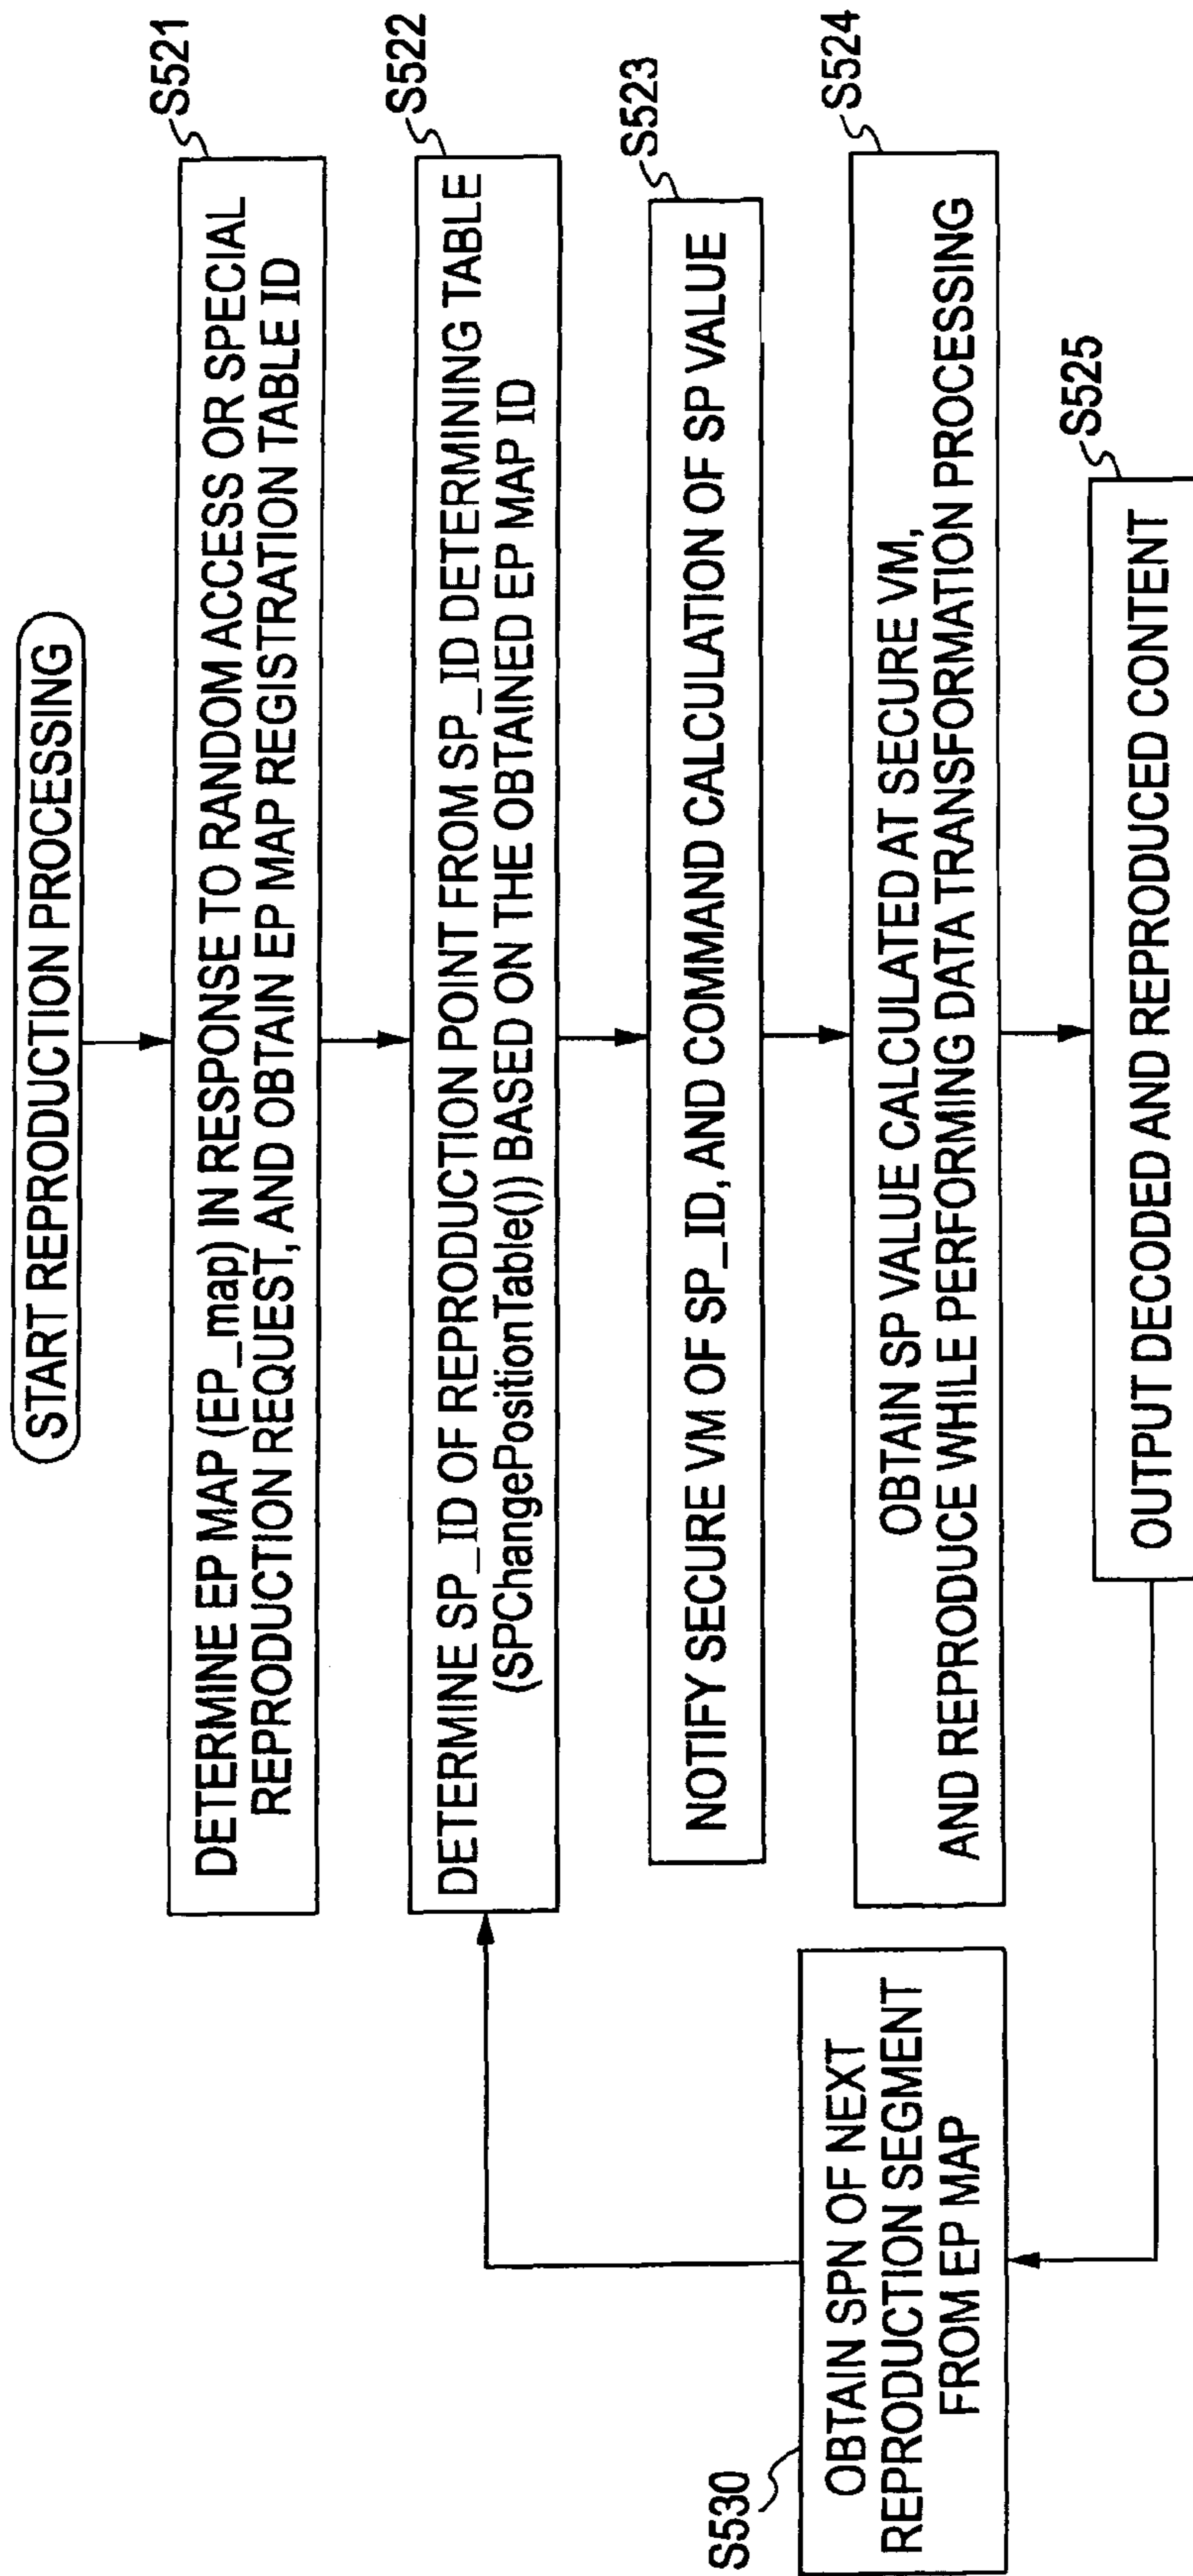 START REPRODUCTION PROCESSING
S521
DETERMINE EP MAP (EP_map) IN RESPONSE TO RANDOM ACCESS OR SPECIAL
REPRODUCTION REQUEST, AND OBTAIN EP MAP REGISTRATION TABLE ID
S522
DETERMINE SP_ID OF REPRODUCTION POINT FROM SP_ID DETERMINING TABLE
(SPChangePositionTable()) BASED ON THE OBTAINED EP MAP ID
S523
NOTIFY SECURE VM OF SP_ID, AND COMMAND CALCULATION OF SP VALUE
S524
OBTAIN SP VALUE CALCULATED AT SECURE VM,
AND REPRODUCE WHILE PERFORMING DATA TRANSFORMATION PROCESSING
S525
OUTPUT DECODED AND REPRODUCED CONTENT
S530
OBTAIN SPN OF NEXT
REPRODUCTION SEGMENT
FROM EP MAP